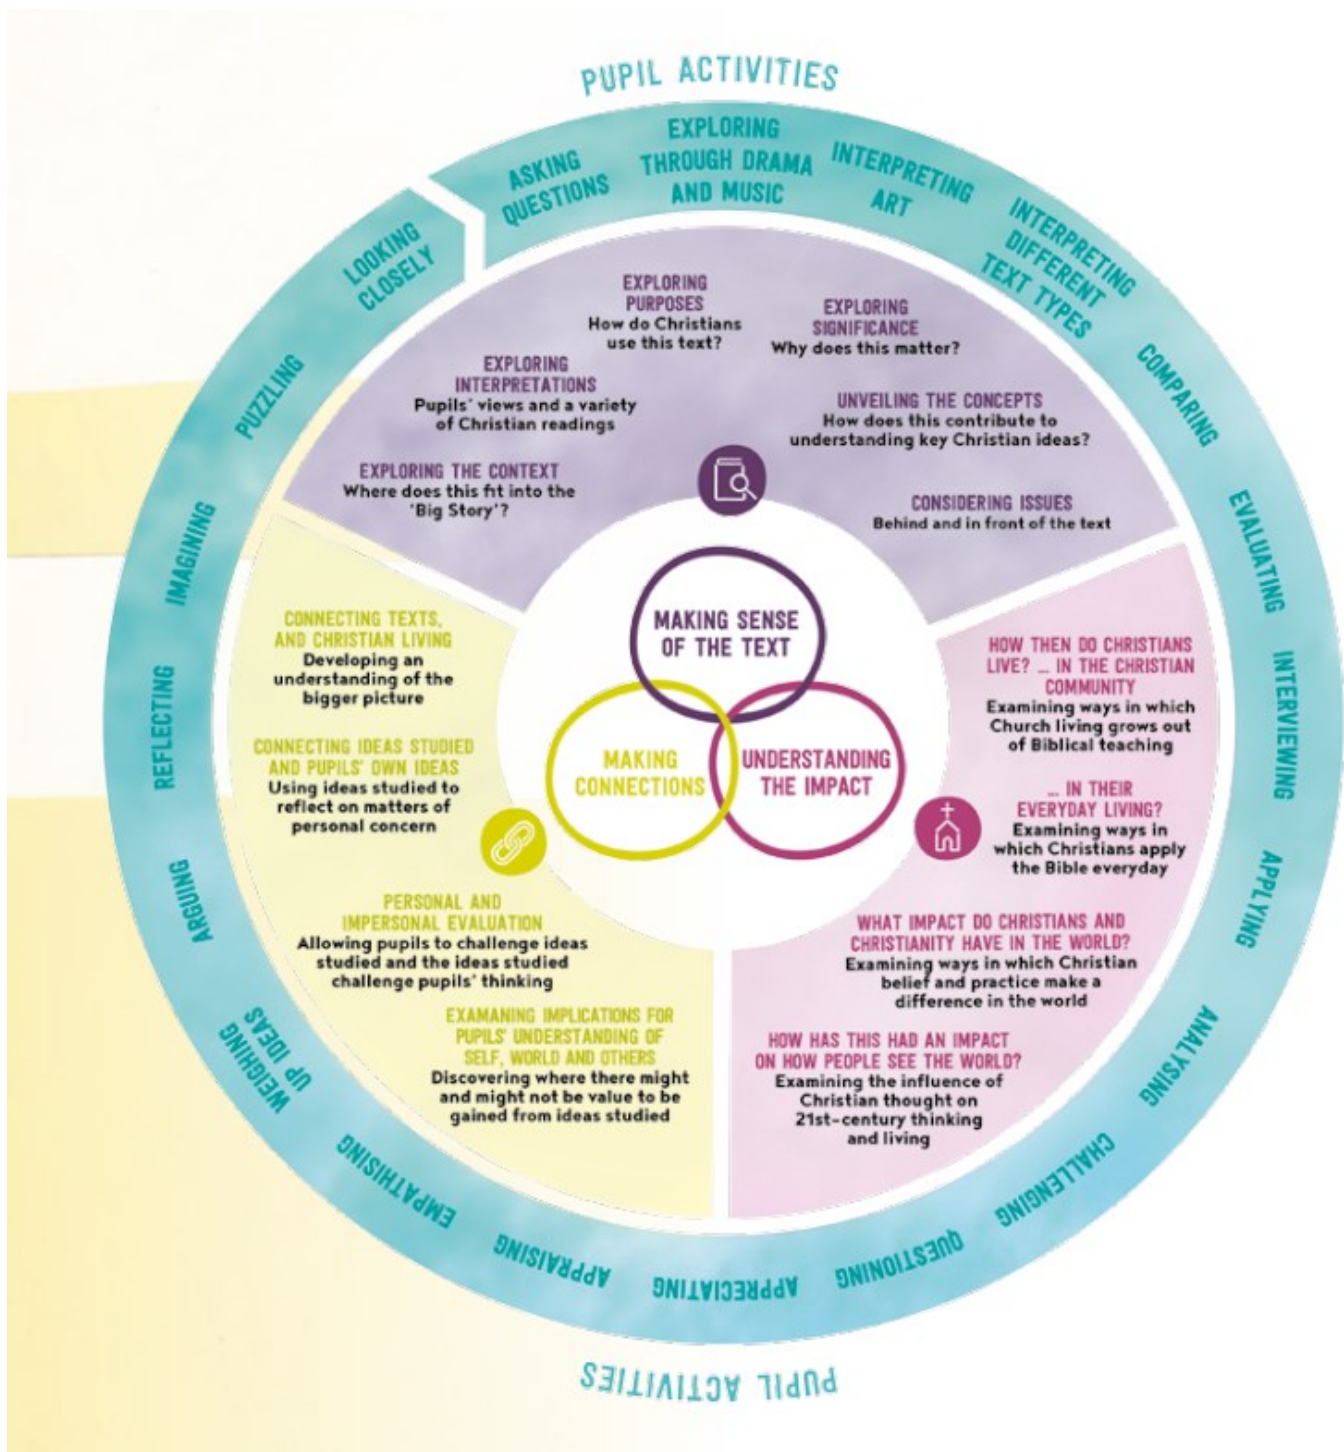 PUPIL ACTIVITIES
ASKING
QUESTIONS
EXPLORING
THROUGH DRAMA
AND MUSIC
INTERPRETING
ART
INTERPRETING
DIFFERENT
TEXT TYPES
COMPARING
EVALUATING
INTERVIEWING
APPLYING
ANALYSING
CHALLENGING
QUESTIONING
APPRECIATING
APPRAISING
EMPATHISING
WEIGHING
UP IDEAS
ARGUING
REFLECTING
IMAGINING
PUZZLING
LOOKING
CLOSELY
EXPLORING
PURPOSES
How do Christians
use this text?
EXPLORING
SIGNIFICANCE
Why does this matter?
EXPLORING
INTERPRETATIONS
Pupils' views and a variety
of Christian readings
UNVEILING THE CONCEPTS
How does this contribute to
understanding key Christian ideas?
EXPLORING THE CONTEXT
Where does this fit into the
'Big Story'?
CONSIDERING ISSUES
Behind and in front of the text
MAKING SENSE
OF THE TEXT
MAKING
CONNECTIONS
UNDERSTANDING
THE IMPACT
CONNECTING TEXTS,
AND CHRISTIAN LIVING
Developing an
understanding of the
bigger picture
CONNECTING IDEAS STUDIED
AND PUPILS' OWN IDEAS
Using ideas studied to
reflect on matters of
personal concern
PERSONAL AND
IMPERSONAL EVALUATION
Allowing pupils to challenge ideas
studied and the ideas studied
challenge pupils' thinking
EXAMANING IMPLICATIONS FOR
PUPILS' UNDERSTANDING OF
SELF, WORLD AND OTHERS
Discovering where there might
and might not be value to be
gained from ideas studied
HOW THEN DO CHRISTIANS
LIVE? ... IN THE CHRISTIAN
COMMUNITY
Examining ways in which
Church living grows out
of Biblical teaching
... IN THEIR
EVERYDAY LIVING?
Examining ways in
which Christians apply
the Bible everyday
WHAT IMPACT DO CHRISTIANS AND
CHRISTIANITY HAVE IN THE WORLD?
Examining ways in which Christian
belief and practice make a
difference in the world
HOW HAS THIS HAD AN IMPACT
ON HOW PEOPLE SEE THE WORLD?
Examining the influence of
Christian thought on
21st-century thinking
and living
PUPIL ACTIVITIES